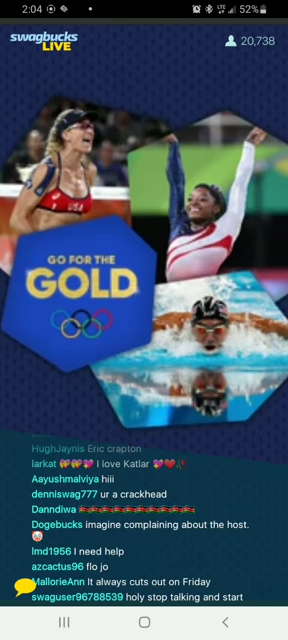 2:04
LTE
52%
swagbucks
LIVE
20,738
USA
GO FOR THE
GOLD
HughJaynis Eric crapton
larkat 💝💝💖 I love Katlar 💖❤️🥀
Aayushmalviya hiii
denniswag777 ur a crackhead
Danndiwa
Dogebucks imagine complaining about the host.
🤡
lmd1956 I need help
azcactus96 flo jo
MallorieAnn It always cuts out on Friday
swaguser96788539 holy stop talking and start